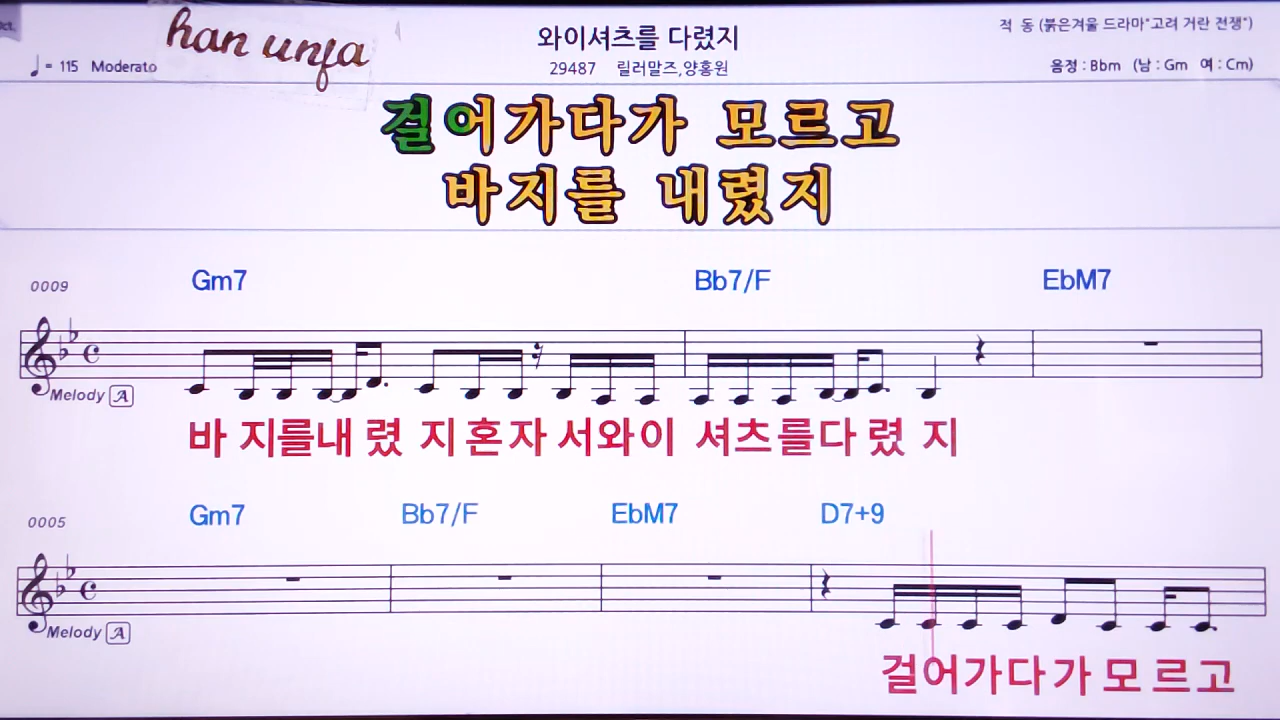 oct.
han unfa
와이셔츠를 다렸지
적 동 (붉은겨울 드라마"고려 거란 전쟁")
♩ = 115 Moderato
29487 릴러말즈,양홍원
음정 : Bbm (남 : Gm 여 : Cm)
걸어가다가 모르고
바지를 내렸지
0009 Gm7 Bb7/F EbM7
Melody A
바 지를내 렸 지 혼자 서와이 셔츠를다 렸 지
0005 Gm7 Bb7/F EbM7 D7+9
Melody A
걸어가다가 모르고